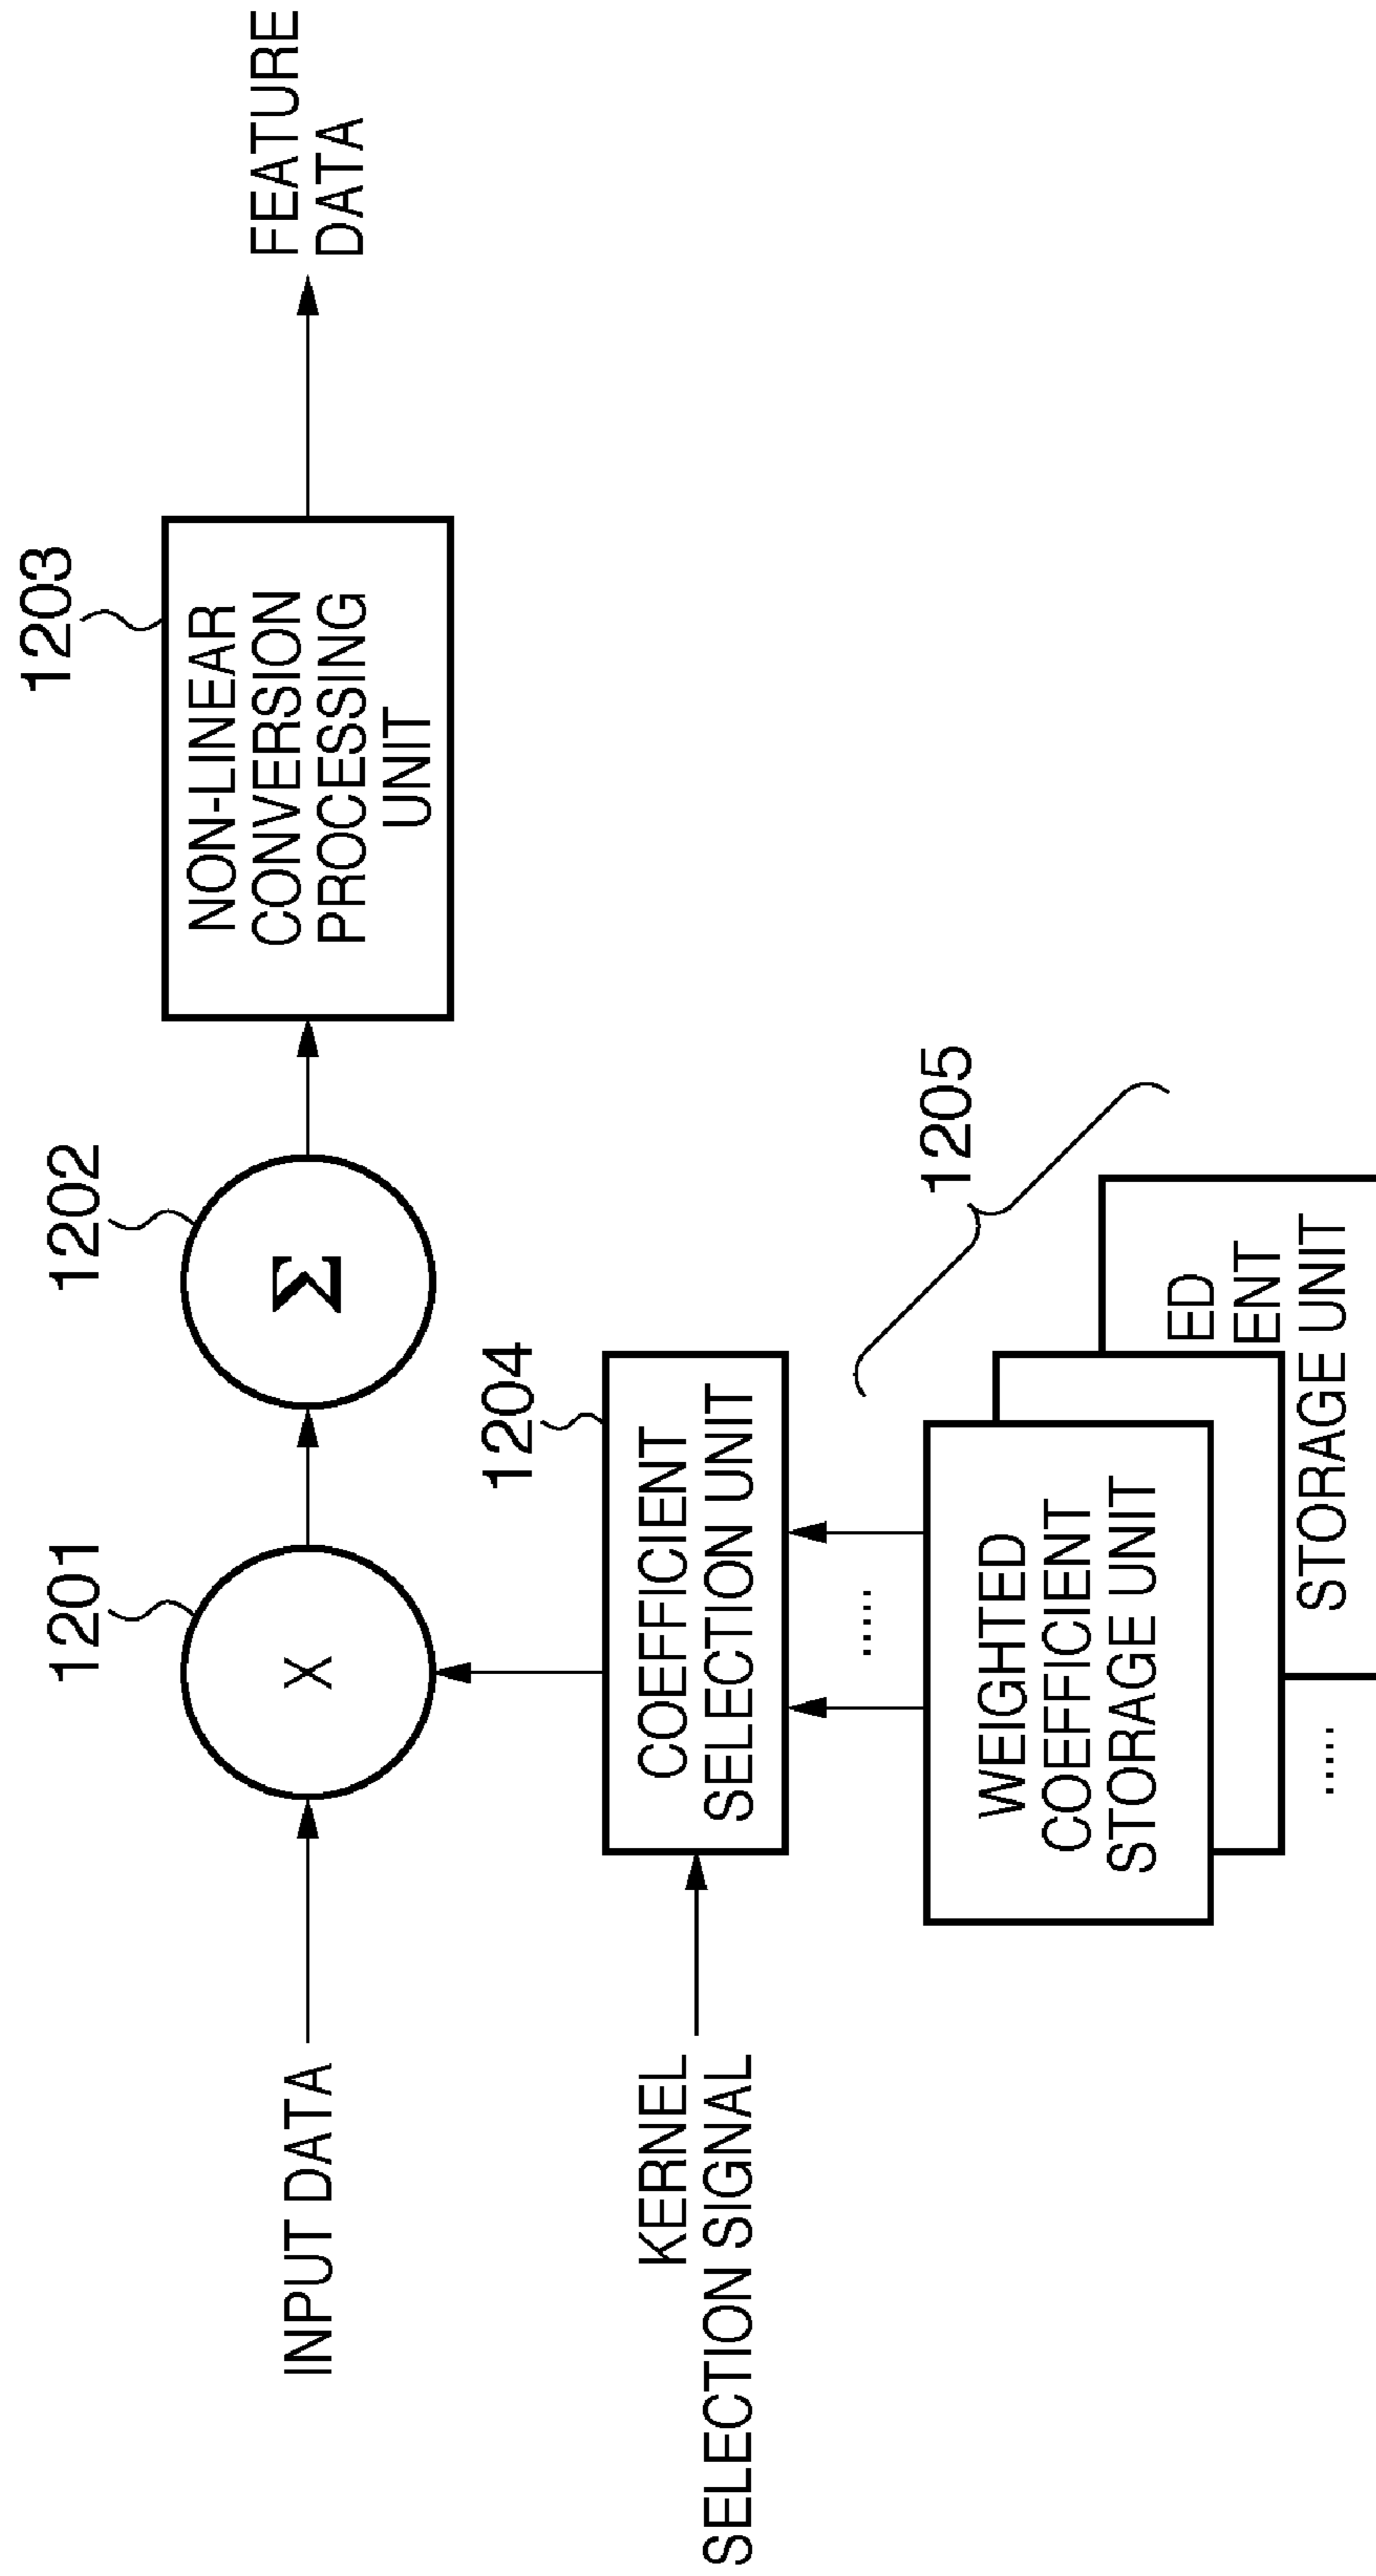 1201
1202
1203
INPUT DATA
X
Σ
NON-LINEAR
CONVERSION
PROCESSING
UNIT
FEATURE
DATA
1204
KERNEL
SELECTION SIGNAL
COEFFICIENT
SELECTION UNIT
.....
1205
WEIGHTED
COEFFICIENT
STORAGE UNIT
ED
ENT
STORAGE UNIT
.....